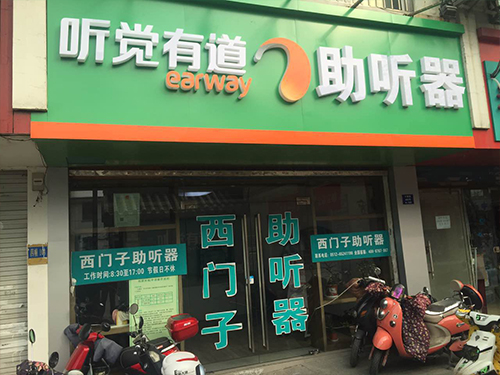 听觉有道
earway
助听器
西门子
助听器
西门子助听器
工作时间:8:30至17:00 节假日不休
西门子助听器